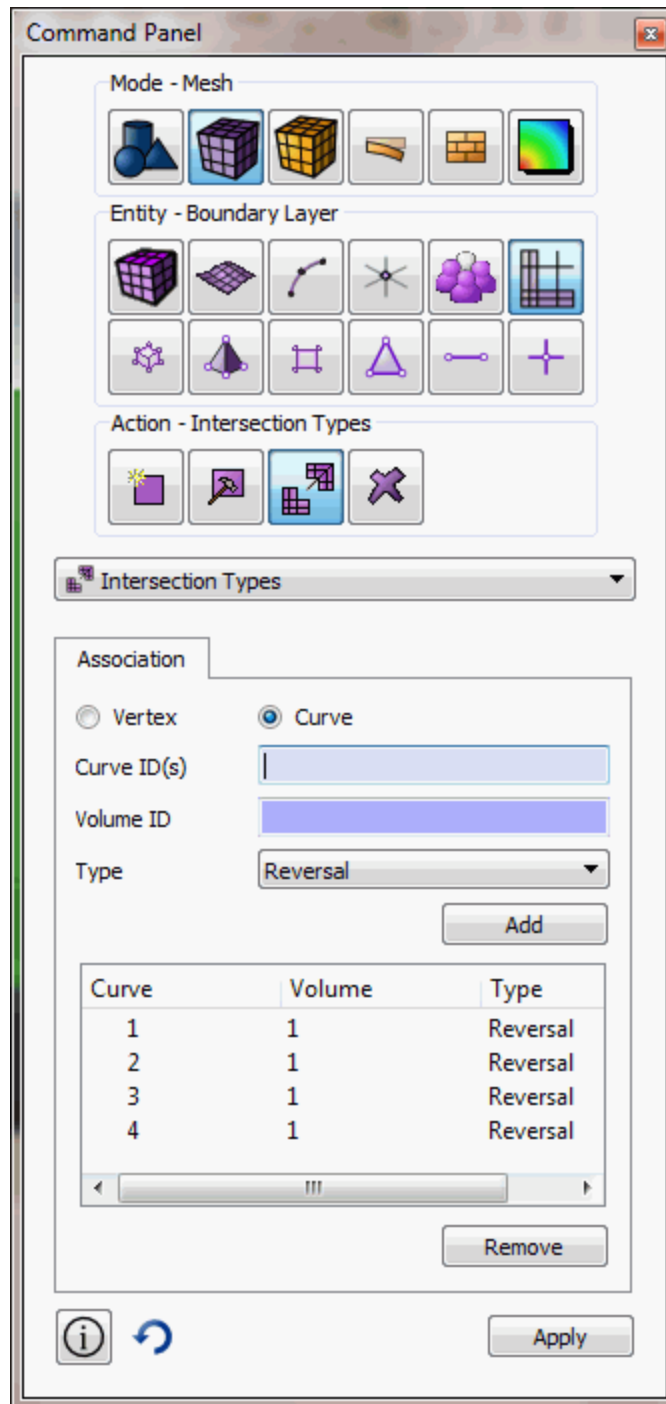 Command Panel
Mode - Mesh
Entity - Boundary Layer
Action - Intersection Types
Intersection Types
Association
Vertex Curve
Curve ID(s)
Volume ID
Type Reversal
Add
Curve Volume Type
1 1 Reversal
2 1 Reversal
3 1 Reversal
4 1 Reversal
Remove
Apply